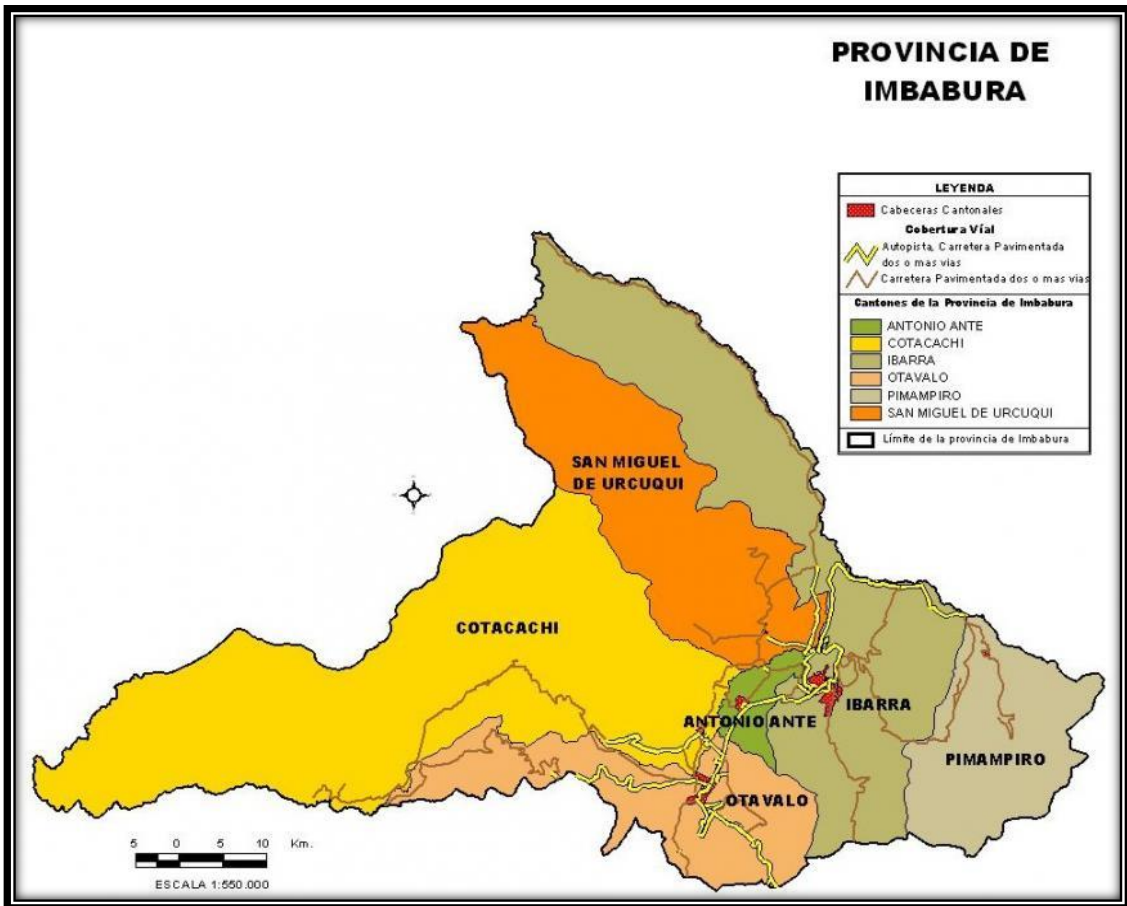 PROVINCIA DE
IMBABURA
LEYENDA
Cabeceras Cantonales
Cobertura Víal
Autopista, Carretera Pavimentada
dos o mas vias
Carretera Pavimentada dos o mas vias
Cantones de la Provincia de Imbabura
ANTONIO ANTE
COTACACHI
IBARRA
OTAVALO
PIMAMPIRO
SAN MIGUEL DE URCUQUI
Límite de la provincia de Imbabura
SAN MIGUEL
DE URCUQUI
COTACACHI
IBARRA
ANTONIO ANTE
PIMAMPIRO
OTAVALO
5 0 5 10 Km.
ESCALA 1:550.000